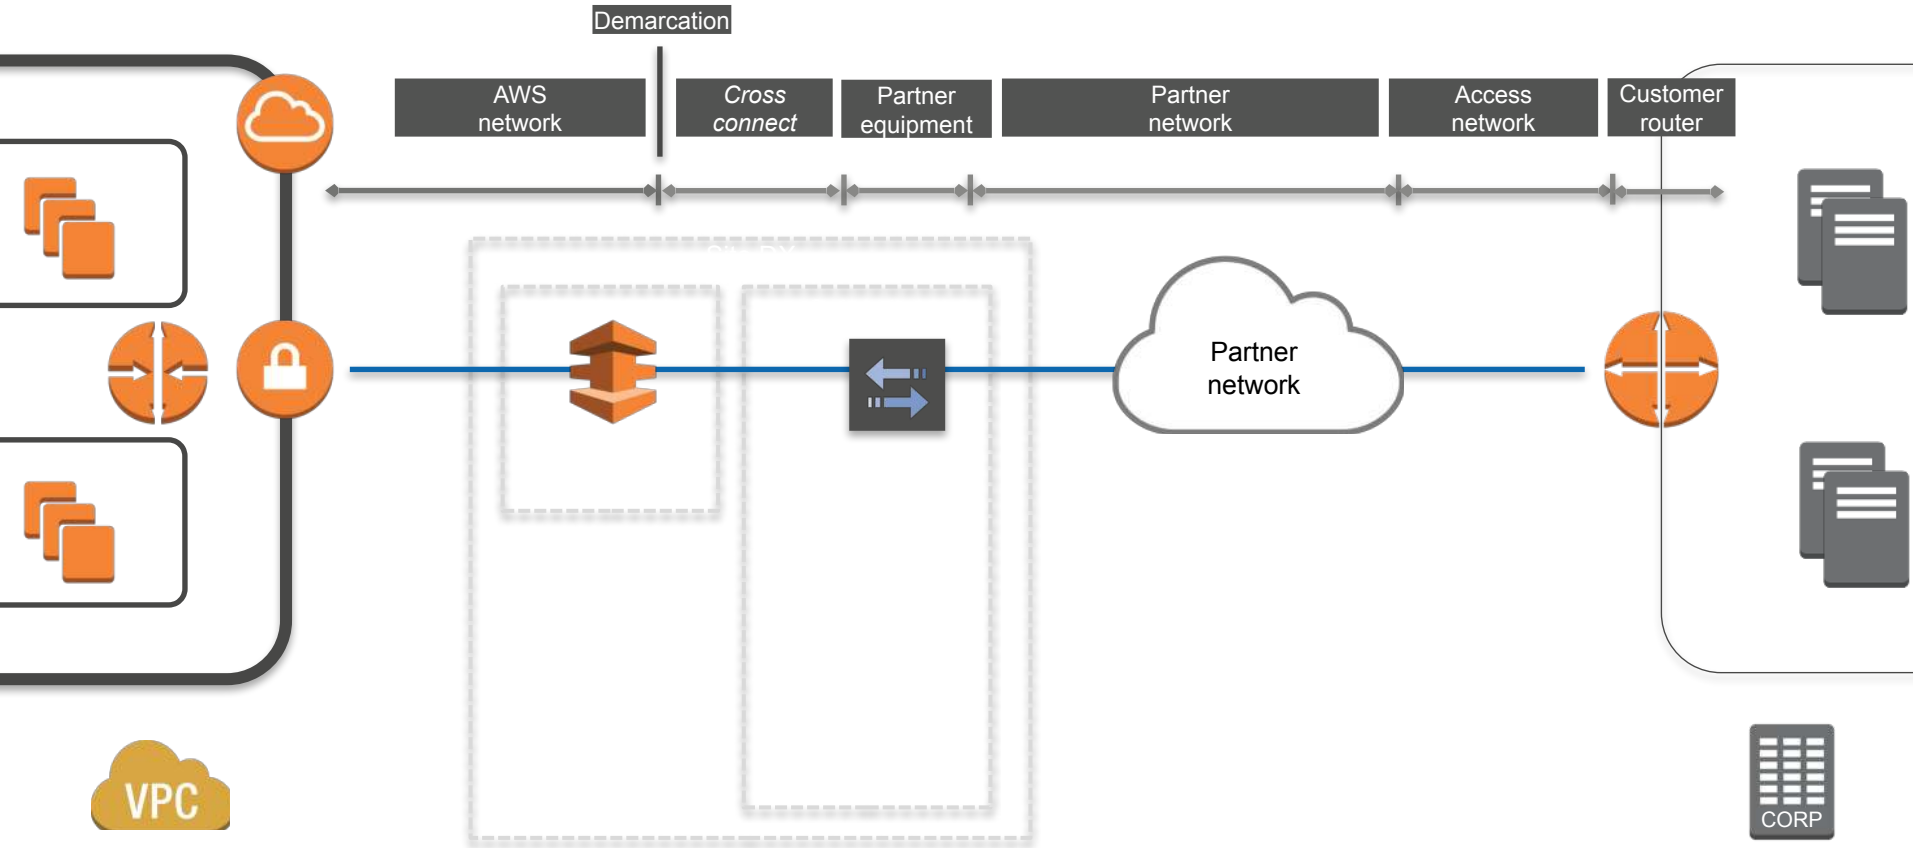 Demarcation
AWS
network
Cross
connect
Partner
equipment
Partner
network
Access
network
Customer
router
Partner
network
VPC
CORP